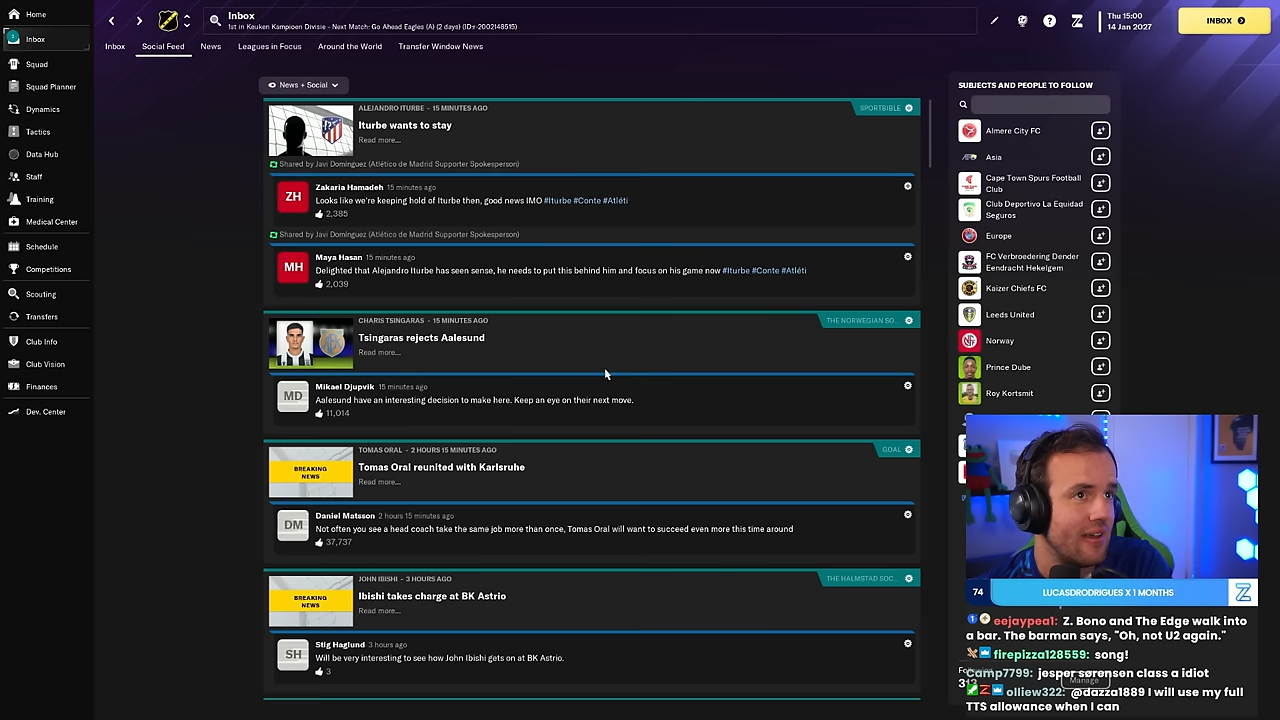 Home
Inbox
Squad
Squad Planner
Dynamics
Tactics
Data Hub
Staff
Training
Medical Center
Schedule
Competitions
Scouting
Transfers
Club Info
Club Vision
Finances
Dev. Center
Inbox
1st in Keuken Kampioen Divisie - Next Match: Go Ahead Eagles (A) (2 days) (ID:r-2002148515)
Thu 15:00
14 Jan 2027
INBOX
Inbox
Social Feed
News
Leagues in Focus
Around the World
Transfer Window News
News + Social
ALEJANDRO ITURBE - 15 MINUTES AGO
SPORTBIBLE
Iturbe wants to stay
Read more...
Shared by Javi Domínguez (Atlético de Madrid Supporter Spokesperson)
ZH
Zakaria Hamadeh 15 minutes ago
Looks like we're keeping hold of Iturbe then, good news IMO #Iturbe #Conte #Atléti
2,385
Shared by Javi Domínguez (Atlético de Madrid Supporter Spokesperson)
MH
Maya Hasan 15 minutes ago
Delighted that Alejandro Iturbe has seen sense, he needs to put this behind him and focus on his game now #Iturbe #Conte #Atléti
2,039
CHARIS TSINGARAS - 15 MINUTES AGO
THE NORWEGIAN SO...
Tsingaras rejects Aalesund
Read more...
MD
Mikael Djupvik 15 minutes ago
Aalesund have an interesting decision to make here. Keep an eye on their next move.
11,014
TOMAS ORAL - 2 HOURS 15 MINUTES AGO
GOAL
BREAKING
NEWS
Tomas Oral reunited with Karlsruhe
Read more...
DM
Daniel Matsson 2 hours 15 minutes ago
Not often you see a head coach take the same job more than once, Tomas Oral will want to succeed even more this time around
37,737
JOHN IBISHI - 3 HOURS AGO
THE HALMSTAD SOC...
BREAKING
NEWS
Ibishi takes charge at BK Astrio
Read more...
SH
Stig Haglund 3 hours ago
Will be very interesting to see how John Ibishi gets on at BK Astrio.
3
SUBJECTS AND PEOPLE TO FOLLOW
Almere City FC
Asia
Cape Town Spurs Football
Club
Club Deportivo La Equidad
Seguros
Europe
FC Verbroedering Dender
Eendracht Hekelgem
Kaizer Chiefs FC
Leeds United
Norway
Prince Dube
Roy Kortsmit
74
LUCASDRODRIGUES X 1 MONTHS
eejaypea1: Z. Bono and The Edge walk into
a bar. The barman says, "Oh, not U2 again."
firepizza128559: song!
Camp7799: jesper sørensen class a idiot
Manage
olliew322: @dazza1889 I will use my full
TTS allowance when I can